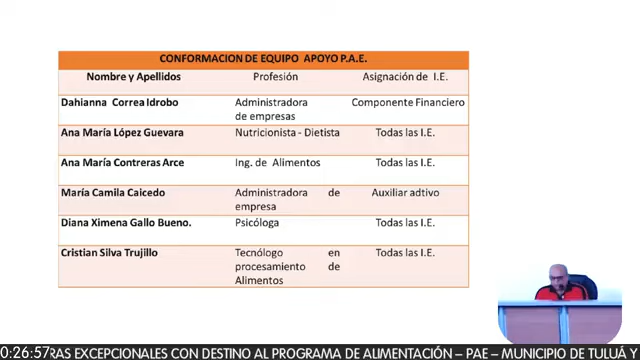 CONFORMACION DE EQUIPO APOYO P.A.E.
Nombre y Apellidos Profesión Asignación de I.E.
Dahianna Correa Idrobo Administradora de empresas Componente Financiero
Ana María López Guevara Nutricionista - Dietista Todas las I.E.
Ana María Contreras Arce Ing. de Alimentos Todas las I.E.
María Camila Caicedo Administradora de empresa Auxiliar adtivo
Diana Ximena Gallo Bueno. Psicóloga Todas las I.E.
Cristian Silva Trujillo Tecnólogo en procesamiento de Alimentos Todas las I.E.
0:26:57 RAS EXCEPCIONALES CON DESTINO AL PROGRAMA DE ALIMENTACIÓN – PAE – MUNICIPIO DE TULUÁ Y